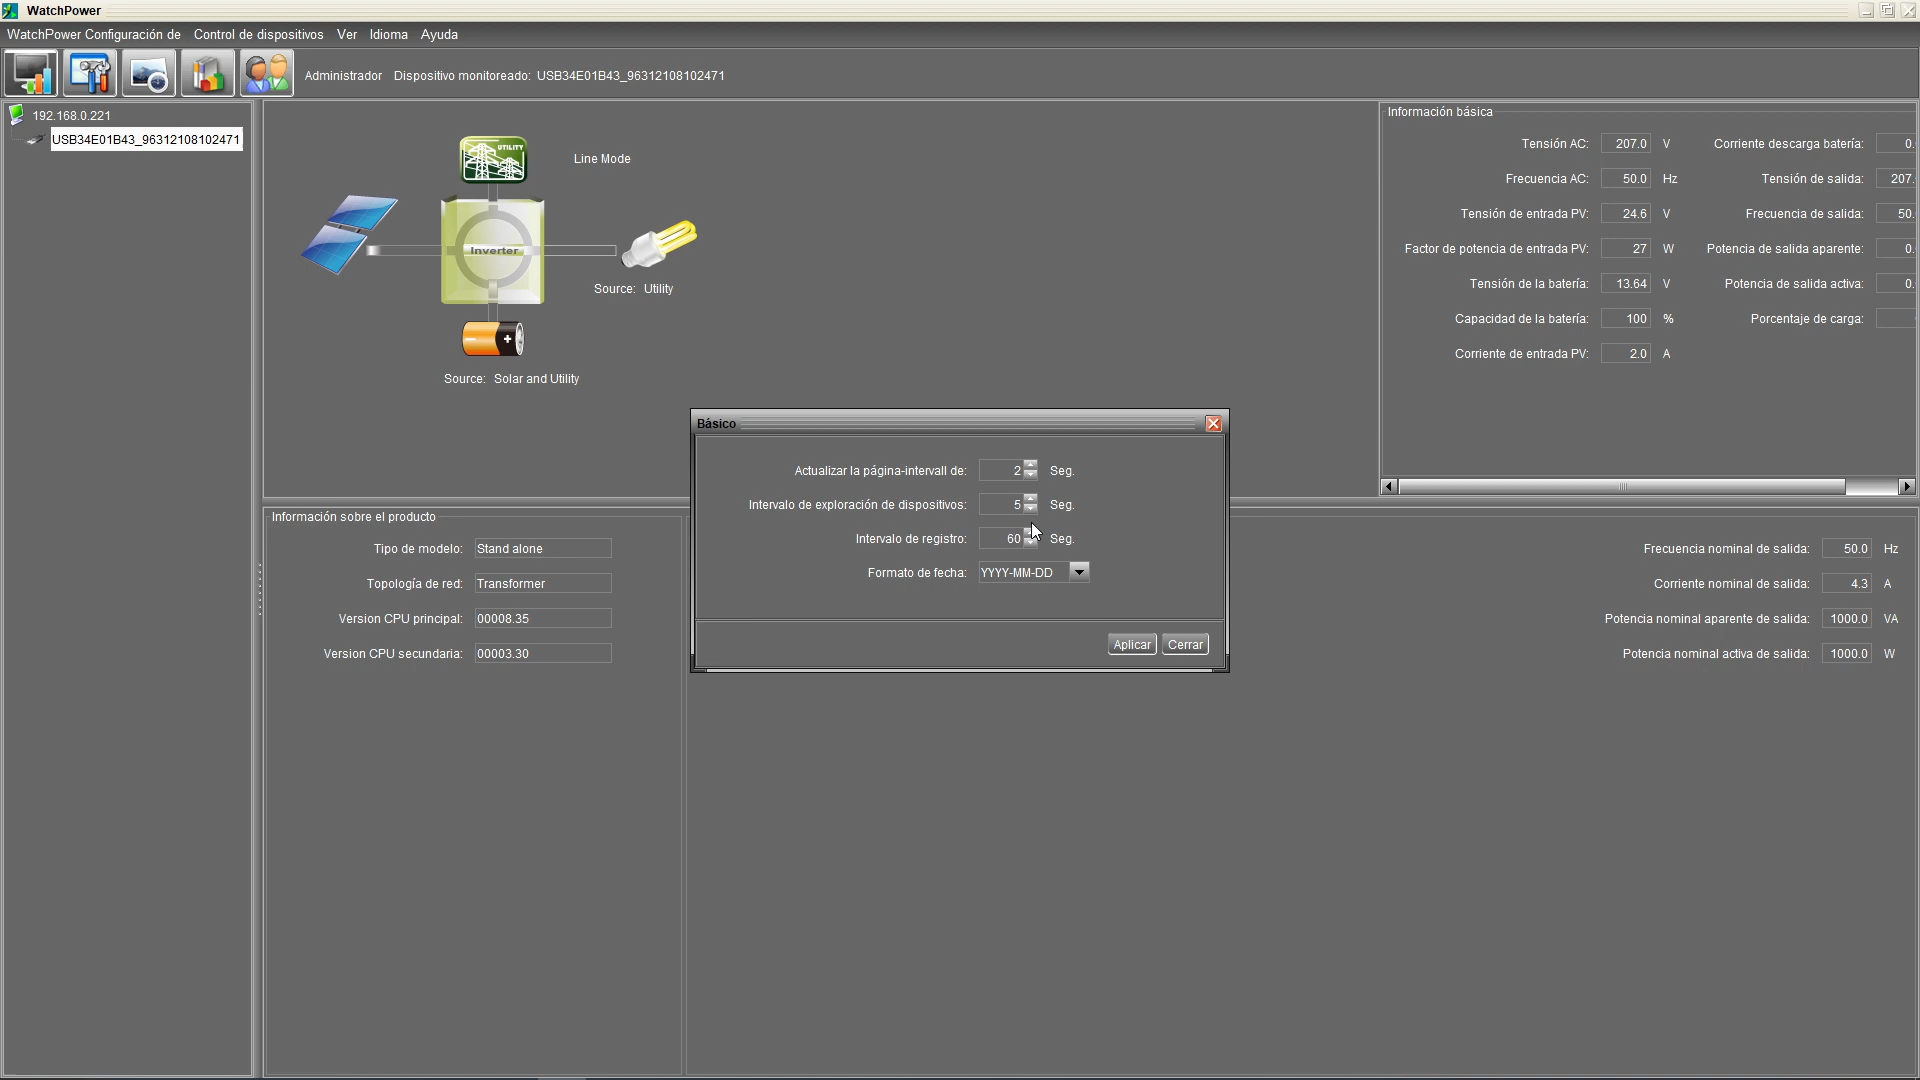 WatchPower
WatchPower Configuración de Control de dispositivos Ver Idioma Ayuda
Administrador Dispositivo monitoreado: USB34E01B43_96312108102471
192.168.0.221
USB34E01B43_96312108102471
UTILITY
Line Mode
Inverter
Source: Utility
Source: Solar and Utility
Información básica
Tensión AC: 207.0 V Corriente descarga batería: 0.
Frecuencia AC: 50.0 Hz Tensión de salida: 207.
Tensión de entrada PV: 24.6 V Frecuencia de salida: 50.
Factor de potencia de entrada PV: 27 W Potencia de salida aparente: 0.
Tensión de la batería: 13.64 V Potencia de salida activa: 0.
Capacidad de la batería: 100 % Porcentaje de carga:
Corriente de entrada PV: 2.0 A
Básico
Actualizar la página-intervall de: 2 Seg.
Intervalo de exploración de dispositivos: 5 Seg.
Intervalo de registro: 60 Seg.
Formato de fecha: YYYY-MM-DD
Aplicar Cerrar
Información sobre el producto
Tipo de modelo: Stand alone
Topología de red: Transformer
Version CPU principal: 00008.35
Version CPU secundaria: 00003.30
Frecuencia nominal de salida: 50.0 Hz
Corriente nominal de salida: 4.3 A
Potencia nominal aparente de salida: 1000.0 VA
Potencia nominal activa de salida: 1000.0 W